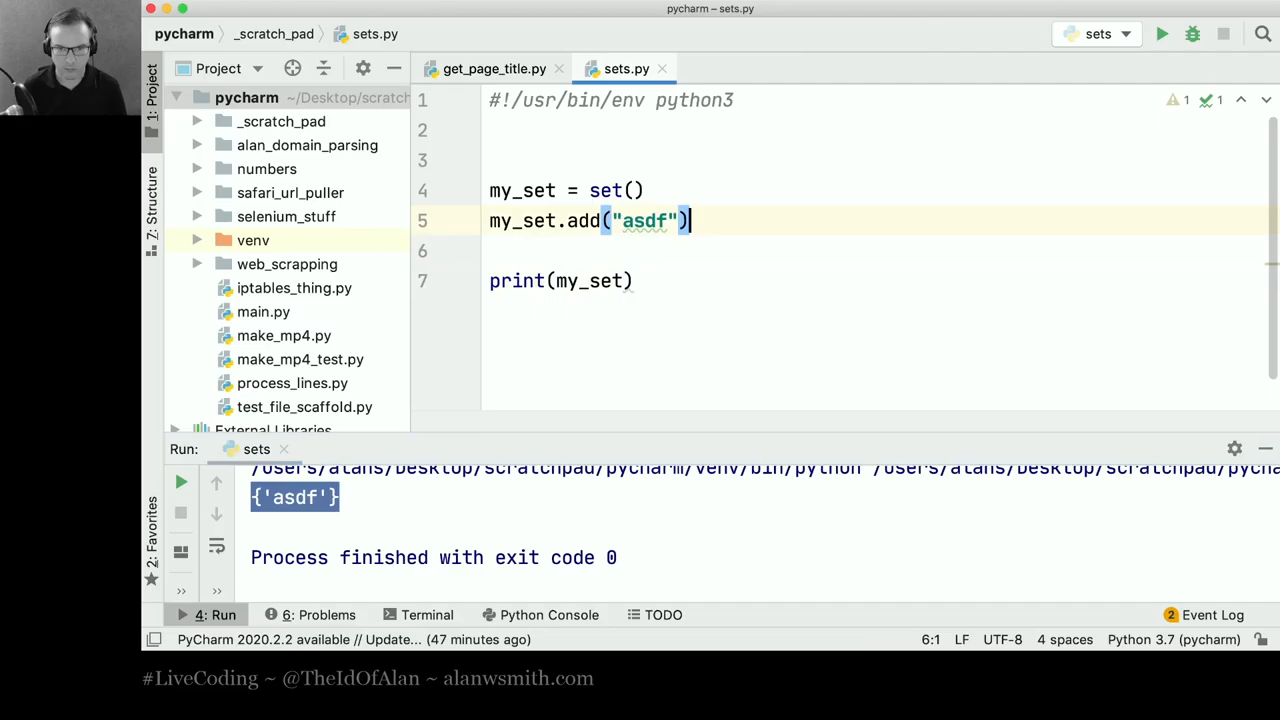 pycharm – sets.py
pycharm
_scratch_pad
sets.py
sets
1: Project
Project
get_page_title.py
sets.py
pycharm ~/Desktop/scratch
_scratch_pad
alan_domain_parsing
numbers
safari_url_puller
selenium_stuff
venv
web_scrapping
iptables_thing.py
main.py
make_mp4.py
make_mp4_test.py
process_lines.py
test_file_scaffold.py
External Libraries
Z: Structure
2: Favorites
1 #!/usr/bin/env python3
2
3
4 my_set = set()
5 my_set.add("asdf")
6
7 print(my_set)
1 1
Run: sets
/Users/alans/Desktop/scratchpad/pycharm/venv/bin/python /Users/alans/Desktop/scratchpad/pycha
{'asdf'}
Process finished with exit code 0
4: Run
6: Problems
Terminal
Python Console
TODO
2 Event Log
PyCharm 2020.2.2 available // Update... (47 minutes ago)
6:1 LF UTF-8 4 spaces Python 3.7 (pycharm)
#LiveCoding ~ @TheIdOfAlan ~ alanwsmith.com